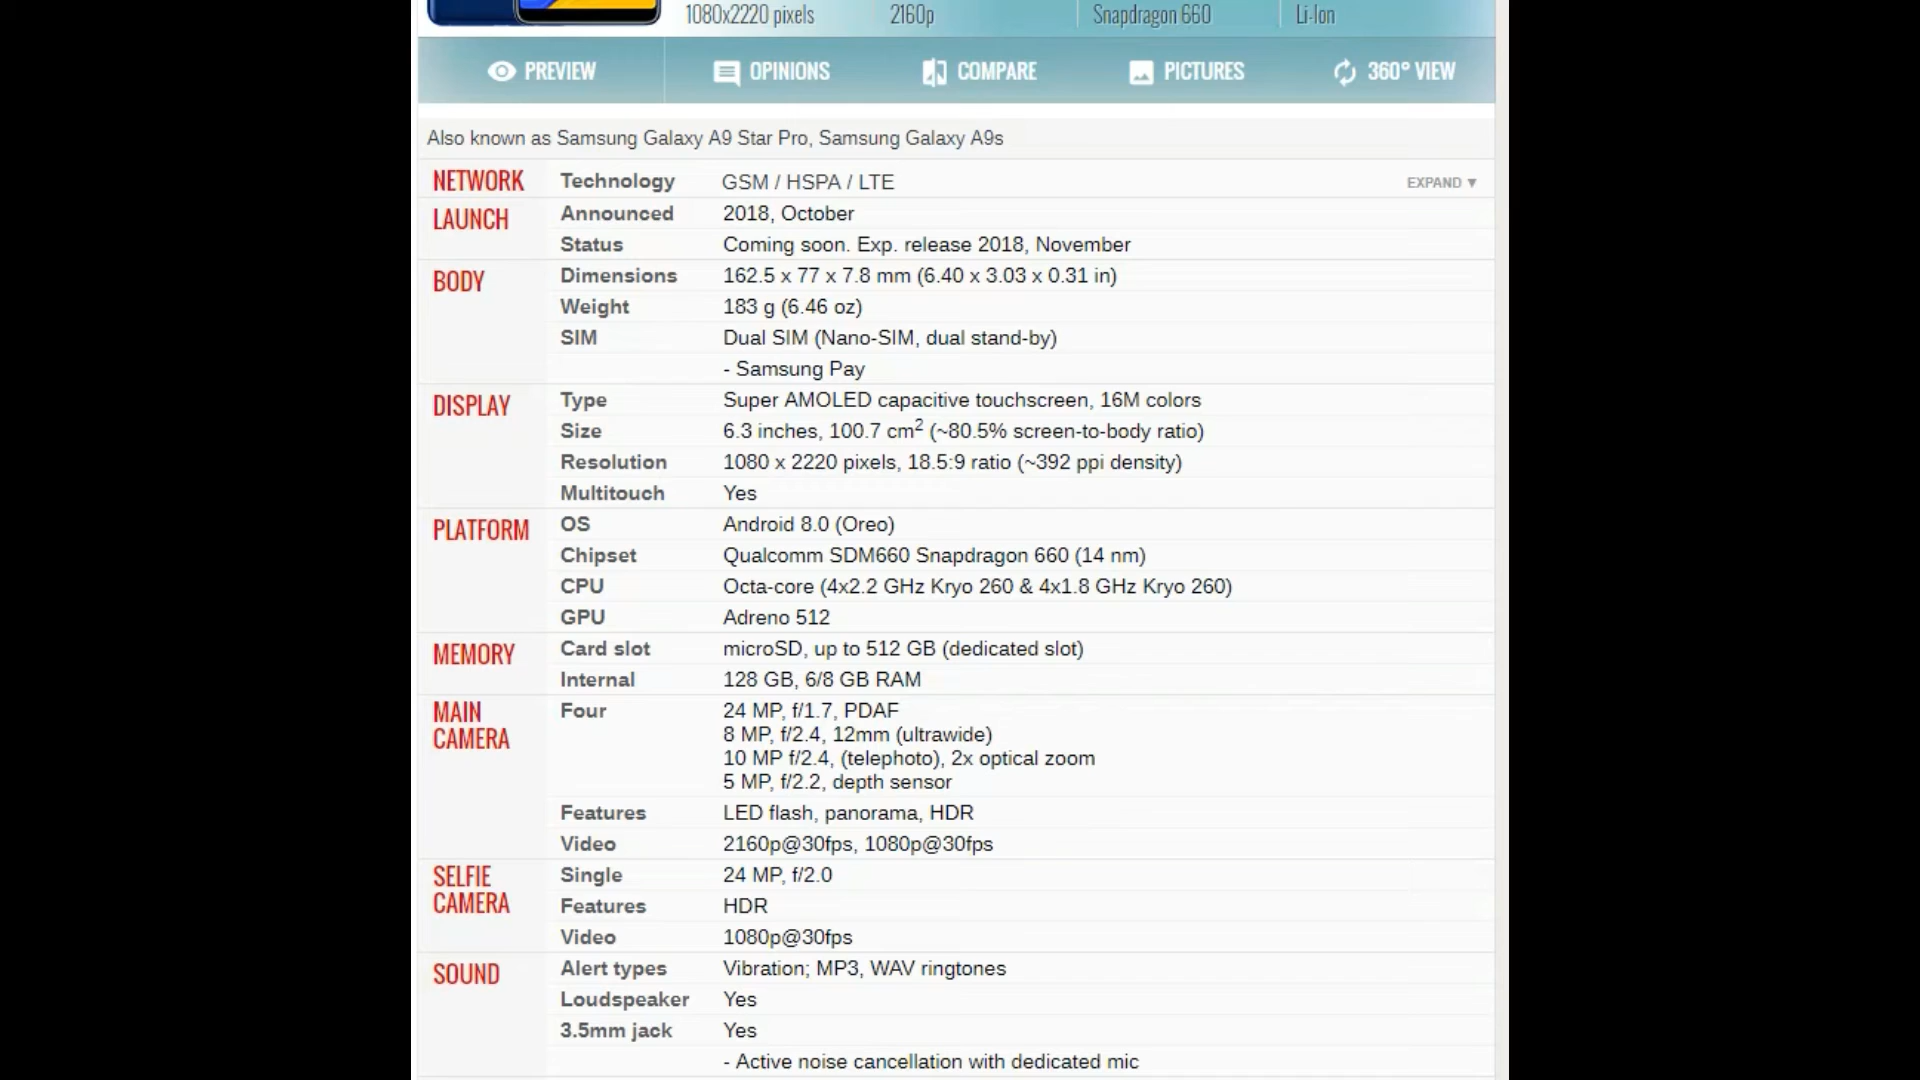 1080x2220 pixels 2160p Snapdragon 660 Li-Ion
PREVIEW OPINIONS COMPARE PICTURES 360° VIEW
Also known as Samsung Galaxy A9 Star Pro, Samsung Galaxy A9s
NETWORK Technology GSM / HSPA / LTE EXPAND ▼
LAUNCH Announced 2018, October
Status Coming soon. Exp. release 2018, November
BODY Dimensions 162.5 x 77 x 7.8 mm (6.40 x 3.03 x 0.31 in)
Weight 183 g (6.46 oz)
SIM Dual SIM (Nano-SIM, dual stand-by)
- Samsung Pay
DISPLAY Type Super AMOLED capacitive touchscreen, 16M colors
Size 6.3 inches, 100.7 cm2 (~80.5% screen-to-body ratio)
Resolution 1080 x 2220 pixels, 18.5:9 ratio (~392 ppi density)
Multitouch Yes
PLATFORM OS Android 8.0 (Oreo)
Chipset Qualcomm SDM660 Snapdragon 660 (14 nm)
CPU Octa-core (4x2.2 GHz Kryo 260 & 4x1.8 GHz Kryo 260)
GPU Adreno 512
MEMORY Card slot microSD, up to 512 GB (dedicated slot)
Internal 128 GB, 6/8 GB RAM
MAIN CAMERA Four 24 MP, f/1.7, PDAF
8 MP, f/2.4, 12mm (ultrawide)
10 MP f/2.4, (telephoto), 2x optical zoom
5 MP, f/2.2, depth sensor
Features LED flash, panorama, HDR
Video 2160p@30fps, 1080p@30fps
SELFIE CAMERA Single 24 MP, f/2.0
Features HDR
Video 1080p@30fps
SOUND Alert types Vibration; MP3, WAV ringtones
Loudspeaker Yes
3.5mm jack Yes
- Active noise cancellation with dedicated mic